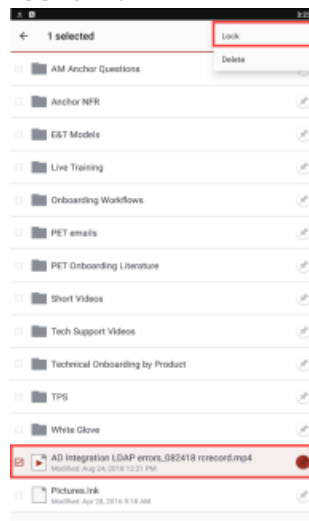 1 selected
Lock
Delete
AM Anchor Questions
Anchor NFR
E&T Models
Live Training
Onboarding Workflows
PET emails
PET Onboarding Literature
Short Videos
Tech Support Videos
Technical Onboarding by Product
TPS
White Glove
AD Integration LDAP errors_082418 rcrecord.mp4
Modified: Aug 24, 2018 12:21 PM
Pictures.lnk
Modified: Apr 28, 2016 9:18 AM